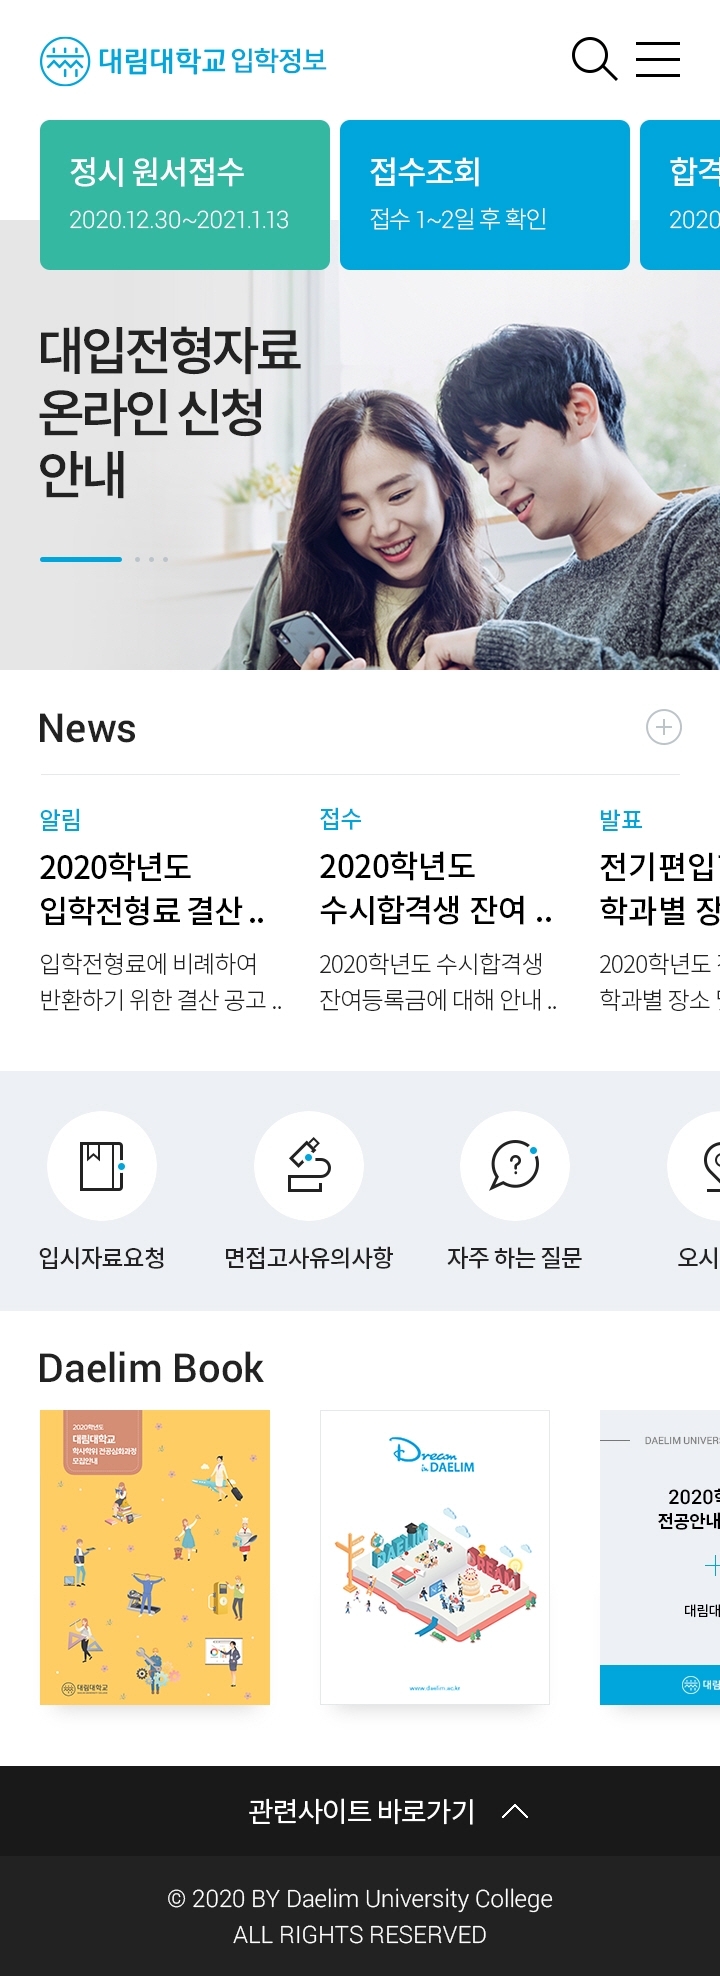 대림대학교 입학정보
정시 원서접수
2020.12.30~2021.1.13
접수조회
접수 1~2일 후 확인
합격
2020
대입전형자료
온라인 신청
안내
News
알림
2020학년도
입학전형료 결산 ..
입학전형료에 비례하여
반환하기 위한 결산 공고 ..
접수
2020학년도
수시합격생 잔여 ..
2020학년도 수시합격생
잔여등록금에 대해 안내 ..
발표
전기편입
학과별 장
2020학년도
학과별 장소
입시자료요청
면접고사유의사항
자주 하는 질문
오시
Daelim Book
2020학년도
대림대학교
학사학위 전공심화과정
모집안내
대림대학교
Dream
in DAELIM
DAELIM
DREAM
www.daelim.ac.kr
DAELIM UNIVERS
2020학
전공안내
대림대
대림
관련사이트 바로가기
© 2020 BY Daelim University College
ALL RIGHTS RESERVED